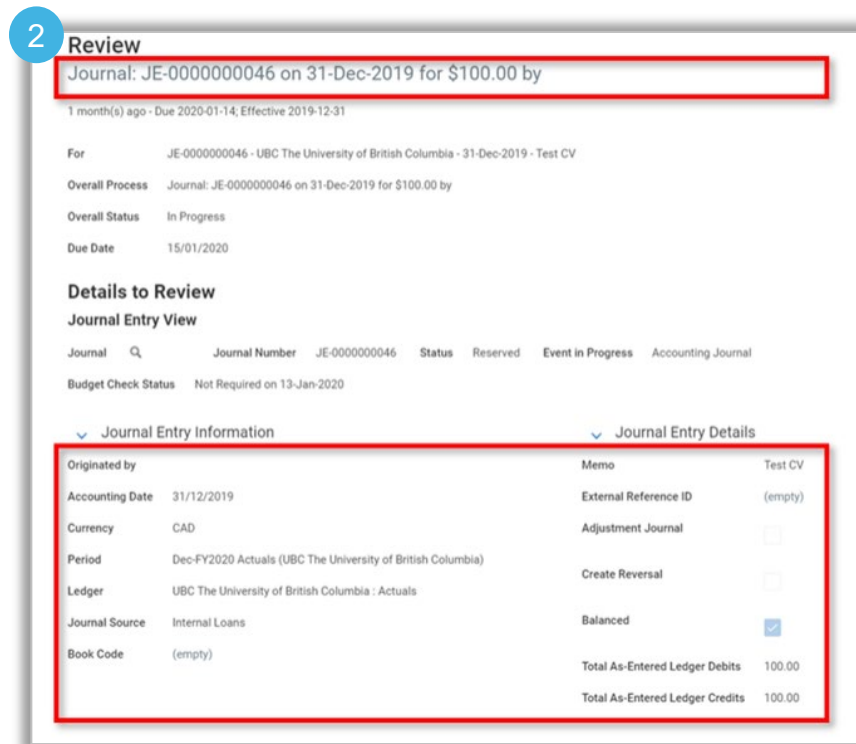 2
Review
Journal: JE-0000000046 on 31-Dec-2019 for $100.00 by
1 month(s) ago - Due 2020-01-14; Effective 2019-12-31
For JE-0000000046 - UBC The University of British Columbia - 31-Dec-2019 - Test CV
Overall Process Journal: JE-0000000046 on 31-Dec-2019 for $100.00 by
Overall Status In Progress
Due Date 15/01/2020
Details to Review
Journal Entry View
Journal Journal Number JE-0000000046 Status Reserved Event in Progress Accounting Journal
Budget Check Status Not Required on 13-Jan-2020
Journal Entry Information
Originated by
Accounting Date 31/12/2019
Currency CAD
Period Dec-FY2020 Actuals (UBC The University of British Columbia)
Ledger UBC The University of British Columbia : Actuals
Journal Source Internal Loans
Book Code (empty)
Journal Entry Details
Memo Test CV
External Reference ID (empty)
Adjustment Journal
Create Reversal
Balanced
Total As-Entered Ledger Debits 100.00
Total As-Entered Ledger Credits 100.00